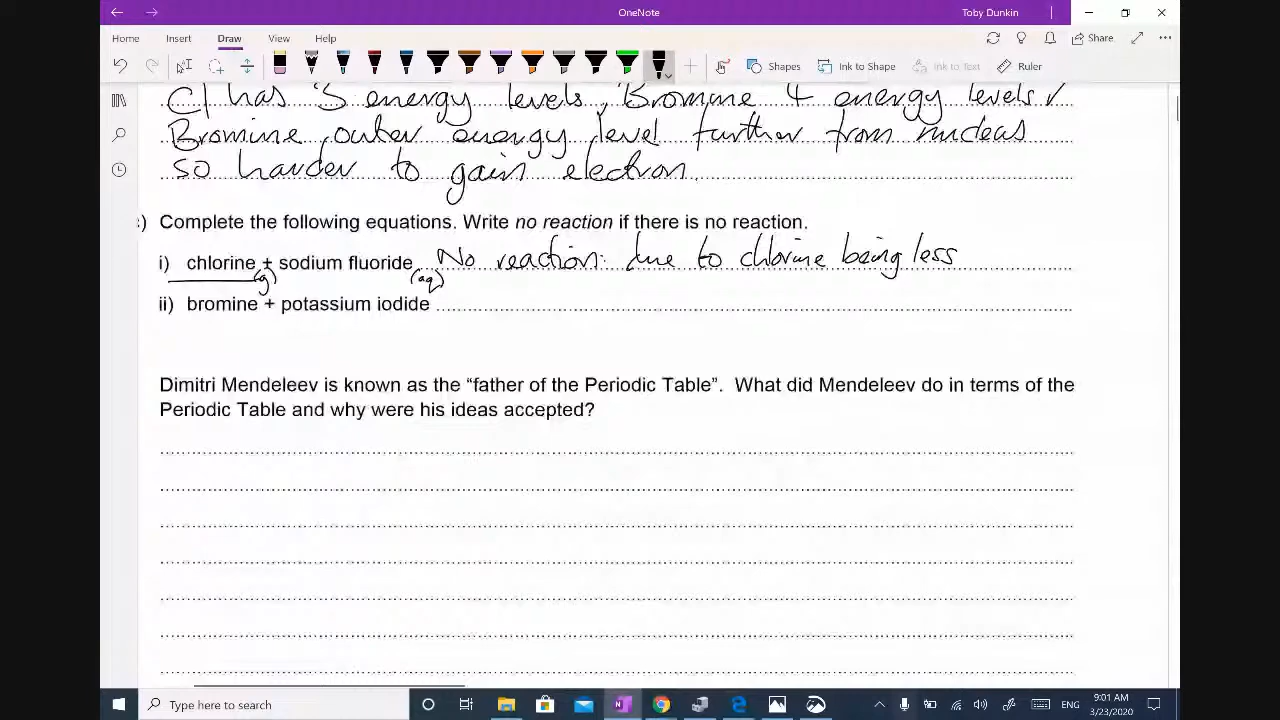 OneNote
Toby Dunkin
Home Insert Draw View Help
Share
Shapes Ink to Shape Ink to Text Ruler
Cl has 3 energy levels, Bromine 4 energy levels
Bromine outer energy level further from nucleas
so harder to gain electron.
) Complete the following equations. Write no reaction if there is no reaction.
i) chlorine + sodium fluoride No reaction: due to chlorine being less
(g) (aq)
ii) bromine + potassium iodide
Dimitri Mendeleev is known as the “father of the Periodic Table”. What did Mendeleev do in terms of the
Periodic Table and why were his ideas accepted?
Type here to search
ENG
9:01 AM
3/23/2020